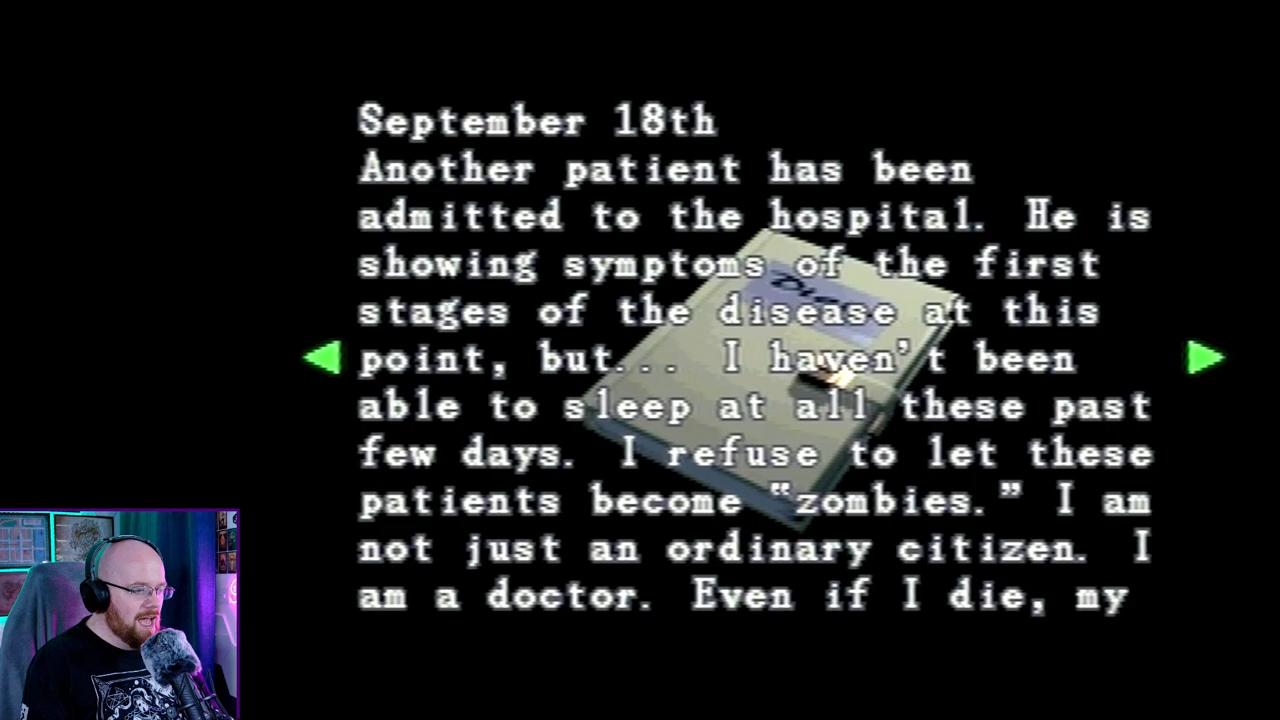 September 18th
Another patient has been
admitted to the hospital. He is
showing symptoms of the first
stages of the disease at this
point, but... I haven't been
able to sleep at all these past
few days. I refuse to let these
patients become "zombies." I am
not just an ordinary citizen. I
am a doctor. Even if I die, my